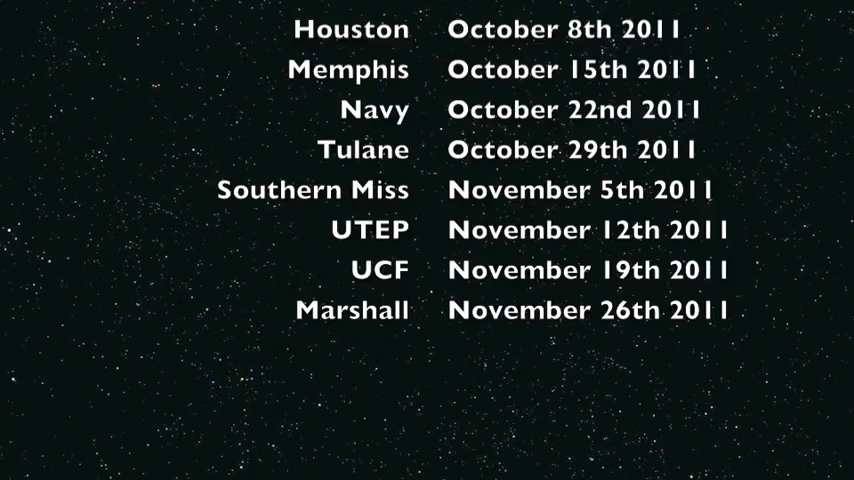 Houston October 8th 2011
Memphis October 15th 2011
Navy October 22nd 2011
Tulane October 29th 2011
Southern Miss November 5th 2011
UTEP November 12th 2011
UCF November 19th 2011
Marshall November 26th 2011